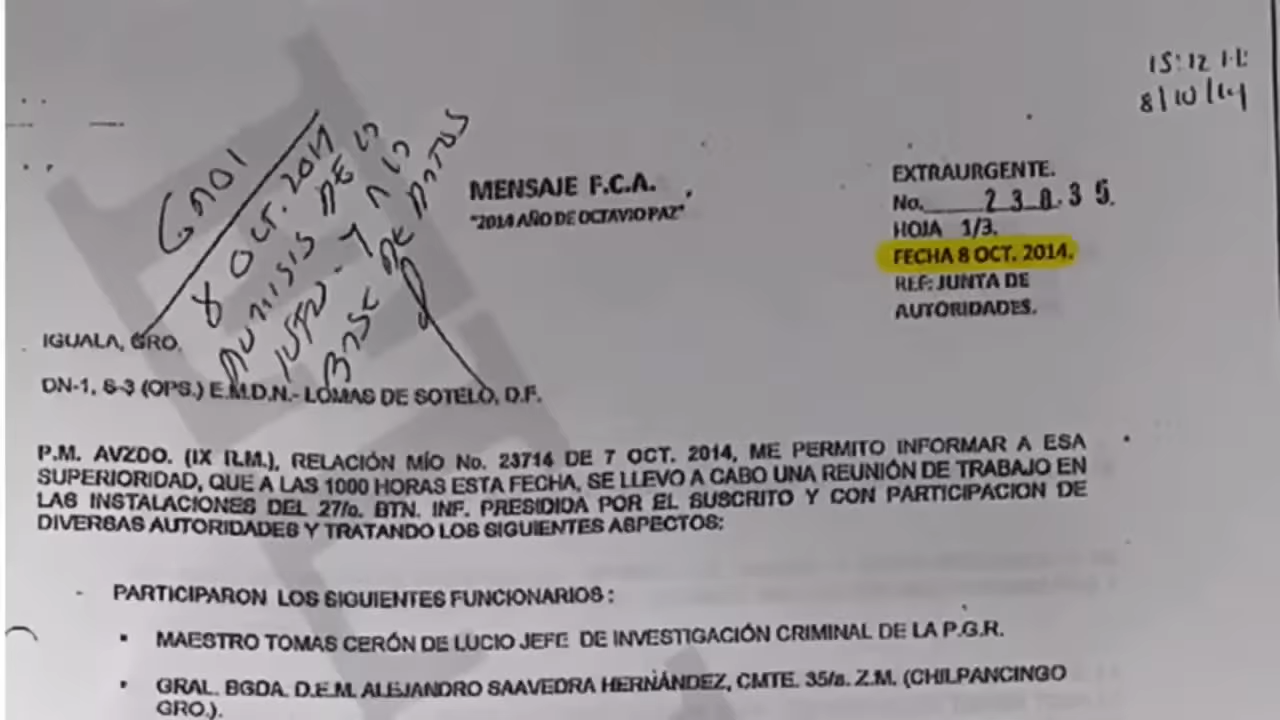 15:12 H
8/10/14
GAOI
8 OCT. 2014
MENSAJE F.C.A.
"2014 AÑO DE OCTAVIO PAZ"
EXTRAURGENTE.
No. 23835.
HOJA 1/3.
FECHA 8 OCT. 2014.
REF: JUNTA DE
AUTORIDADES.
BASE DE DATOS
IGUALA, GRO.
DN-1, S-3 (OPS.) E.M.D.N.- LOMAS DE SOTELO, D.F.
P.M. AVZDO. (IX R.M.), RELACIÓN MÍO No. 23714 DE 7 OCT. 2014, ME PERMITO INFORMAR A ESA
SUPERIORIDAD, QUE A LAS 1000 HORAS ESTA FECHA, SE LLEVO A CABO UNA REUNIÓN DE TRABAJO EN
LAS INSTALACIONES DEL 27/o. BTN. INF. PRESIDIDA POR EL SUSCRITO Y CON PARTICIPACION DE
DIVERSAS AUTORIDADES Y TRATANDO LOS SIGUIENTES ASPECTOS:
- PARTICIPARON LOS SIGUIENTES FUNCIONARIOS :
▪ MAESTRO TOMAS CERÓN DE LUCIO JEFE DE INVESTIGACIÓN CRIMINAL DE LA P.G.R.
▪ GRAL. BGDA. D.E.M. ALEJANDRO SAAVEDRA HERNÁNDEZ, CMTE. 35/a. Z.M. (CHILPANCINGO
GRO.).